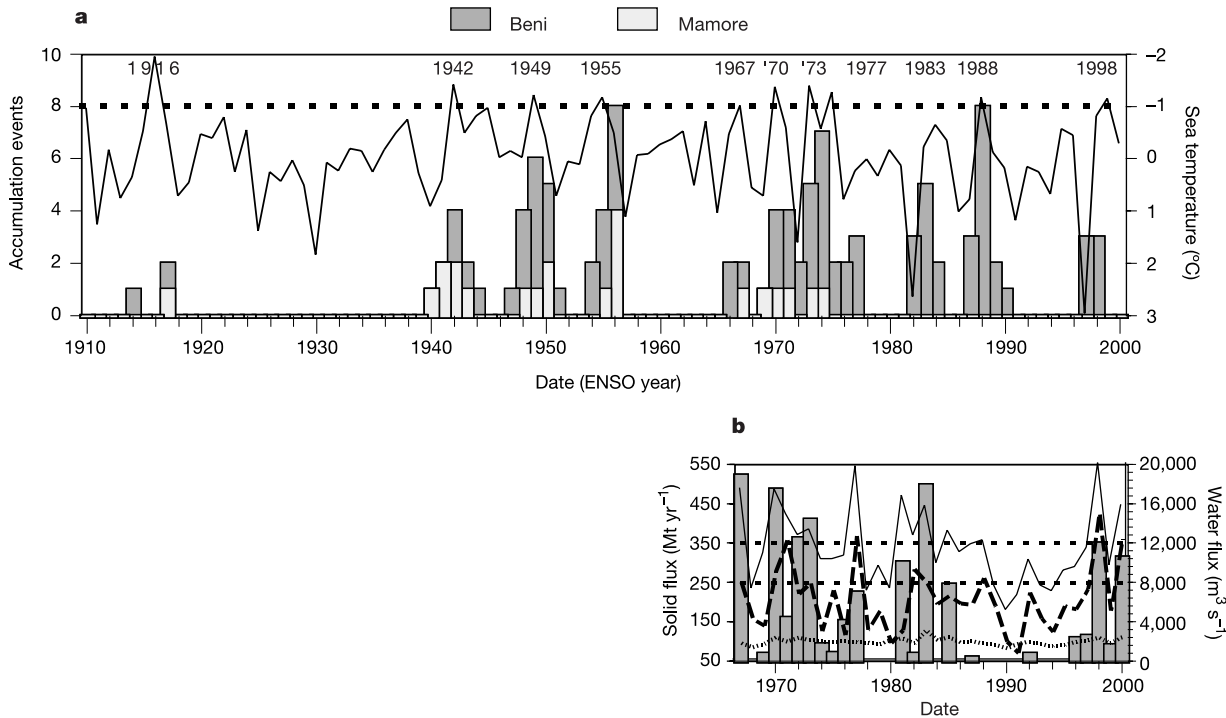 a
Beni Mamore
10 8 6 4 2 0
Accumulation events
1916 1942 1949 1955 1967 '70 '73 1977 1983 1988 1998
–2 –1 0 1 2 3
Sea temperature (ºC)
1910 1920 1930 1940 1950 1960 1970 1980 1990 2000
Date (ENSO year)
b
550 450 350 250 150 50
Solid flux (Mt yr⁻¹)
20,000 16,000 12,000 8,000 4,000 0
Water flux (m³ s⁻¹)
1970 1980 1990 2000
Date